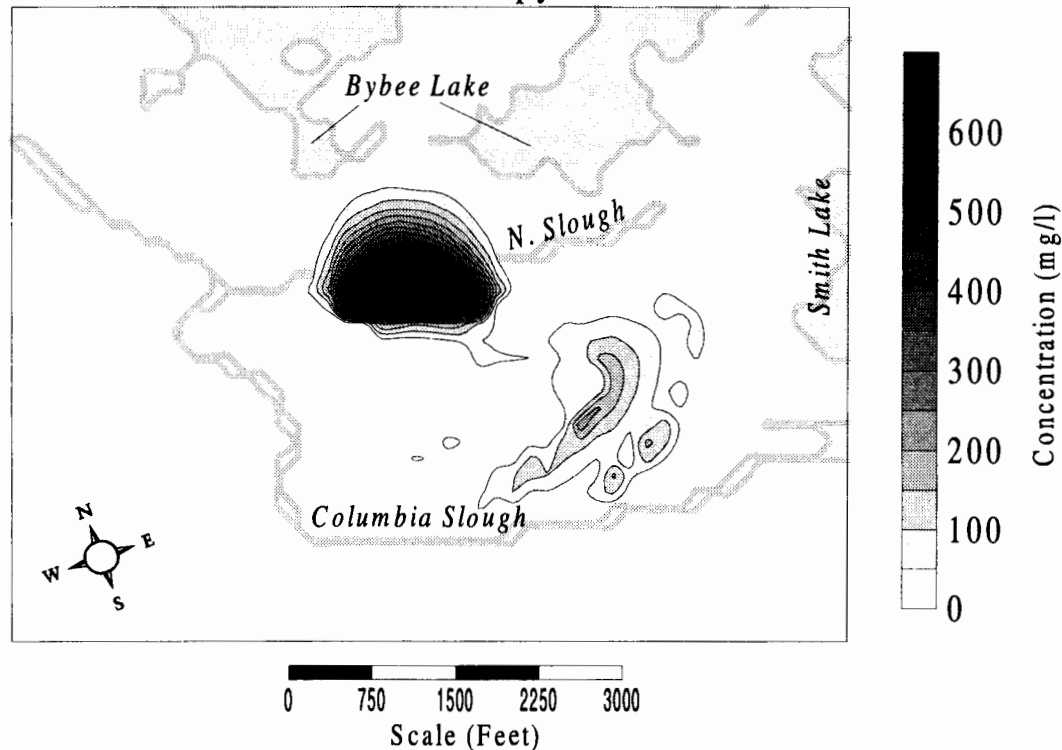 Bybee Lake
N. Slough
Smith Lake
Columbia Slough
N
E
W
S
600
500
400
300
200
100
0
Concentration (mg/l)
0 750 1500 2250 3000
Scale (Feet)